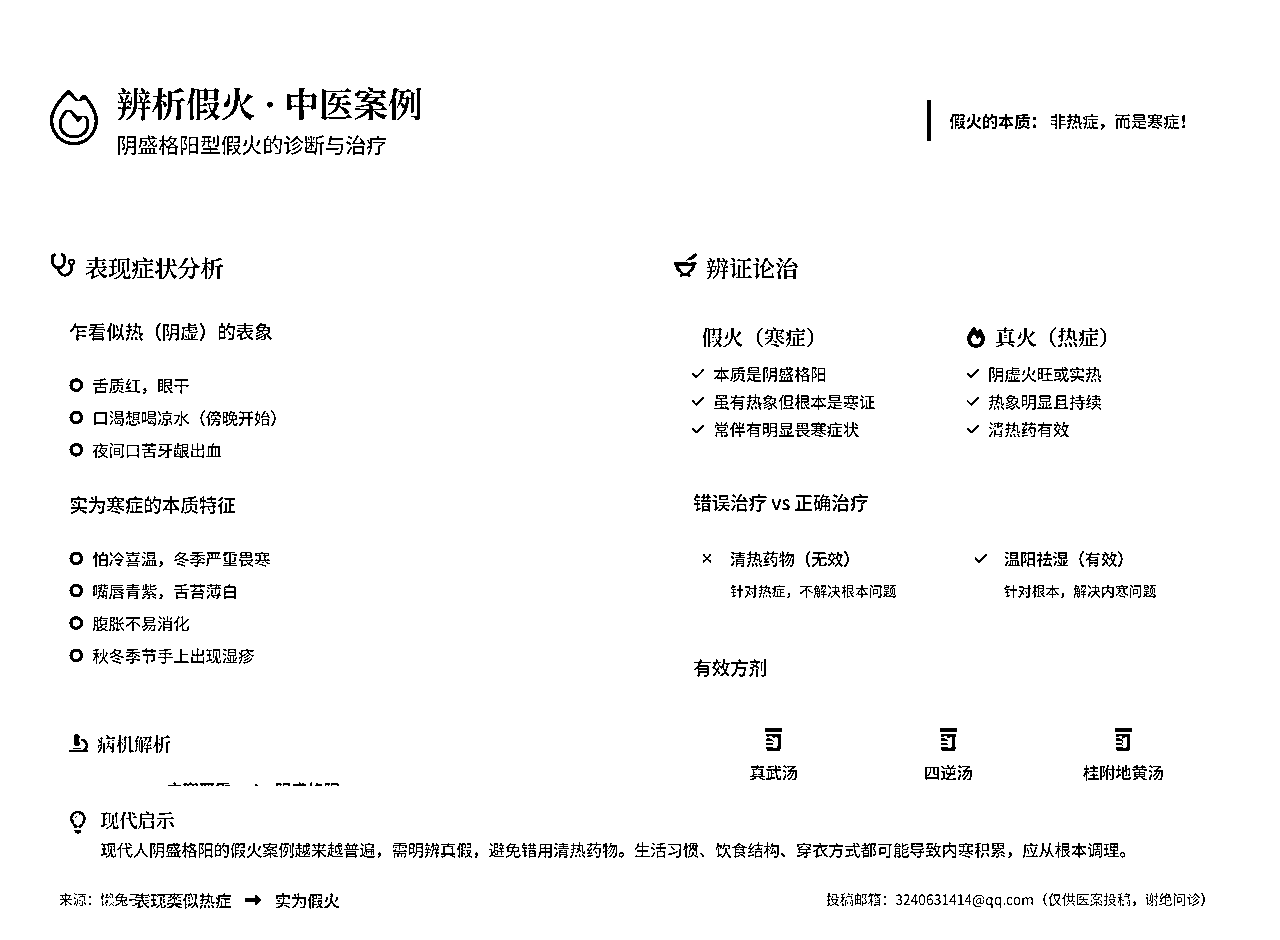 辨析假火 · 中医案例
阴盛格阳型假火的诊断与治疗
假火的本质： 非热症，而是寒症！
表现症状分析
乍看似热（阴虚）的表象
舌质红，眼干
口渴想喝凉水（傍晚开始）
夜间口苦牙龈出血
实为寒症的本质特征
怕冷喜温，冬季严重畏寒
嘴唇青紫，舌苔薄白
腹胀不易消化
秋冬季节手上出现湿疹
病机解析
辨证论治
假火（寒症）
本质是阴盛格阳
虽有热象但根本是寒证
常伴有明显畏寒症状
真火（热症）
阴虚火旺或实热
热象明显且持续
清热药有效
错误治疗 vs 正确治疗
清热药物（无效）
针对热症，不解决根本问题
温阳祛湿（有效）
针对根本，解决内寒问题
有效方剂
真武汤
四逆汤
桂附地黄汤
现代启示
现代人阴盛格阳的假火案例越来越普遍，需明辨真假，避免错用清热药物。生活习惯、饮食结构、穿衣方式都可能导致内寒积累，应从根本调理。
来源：懒兔
表现类似热症 → 实为假火
投稿邮箱：3240631414@qq.com（仅供医案投稿，谢绝问诊）